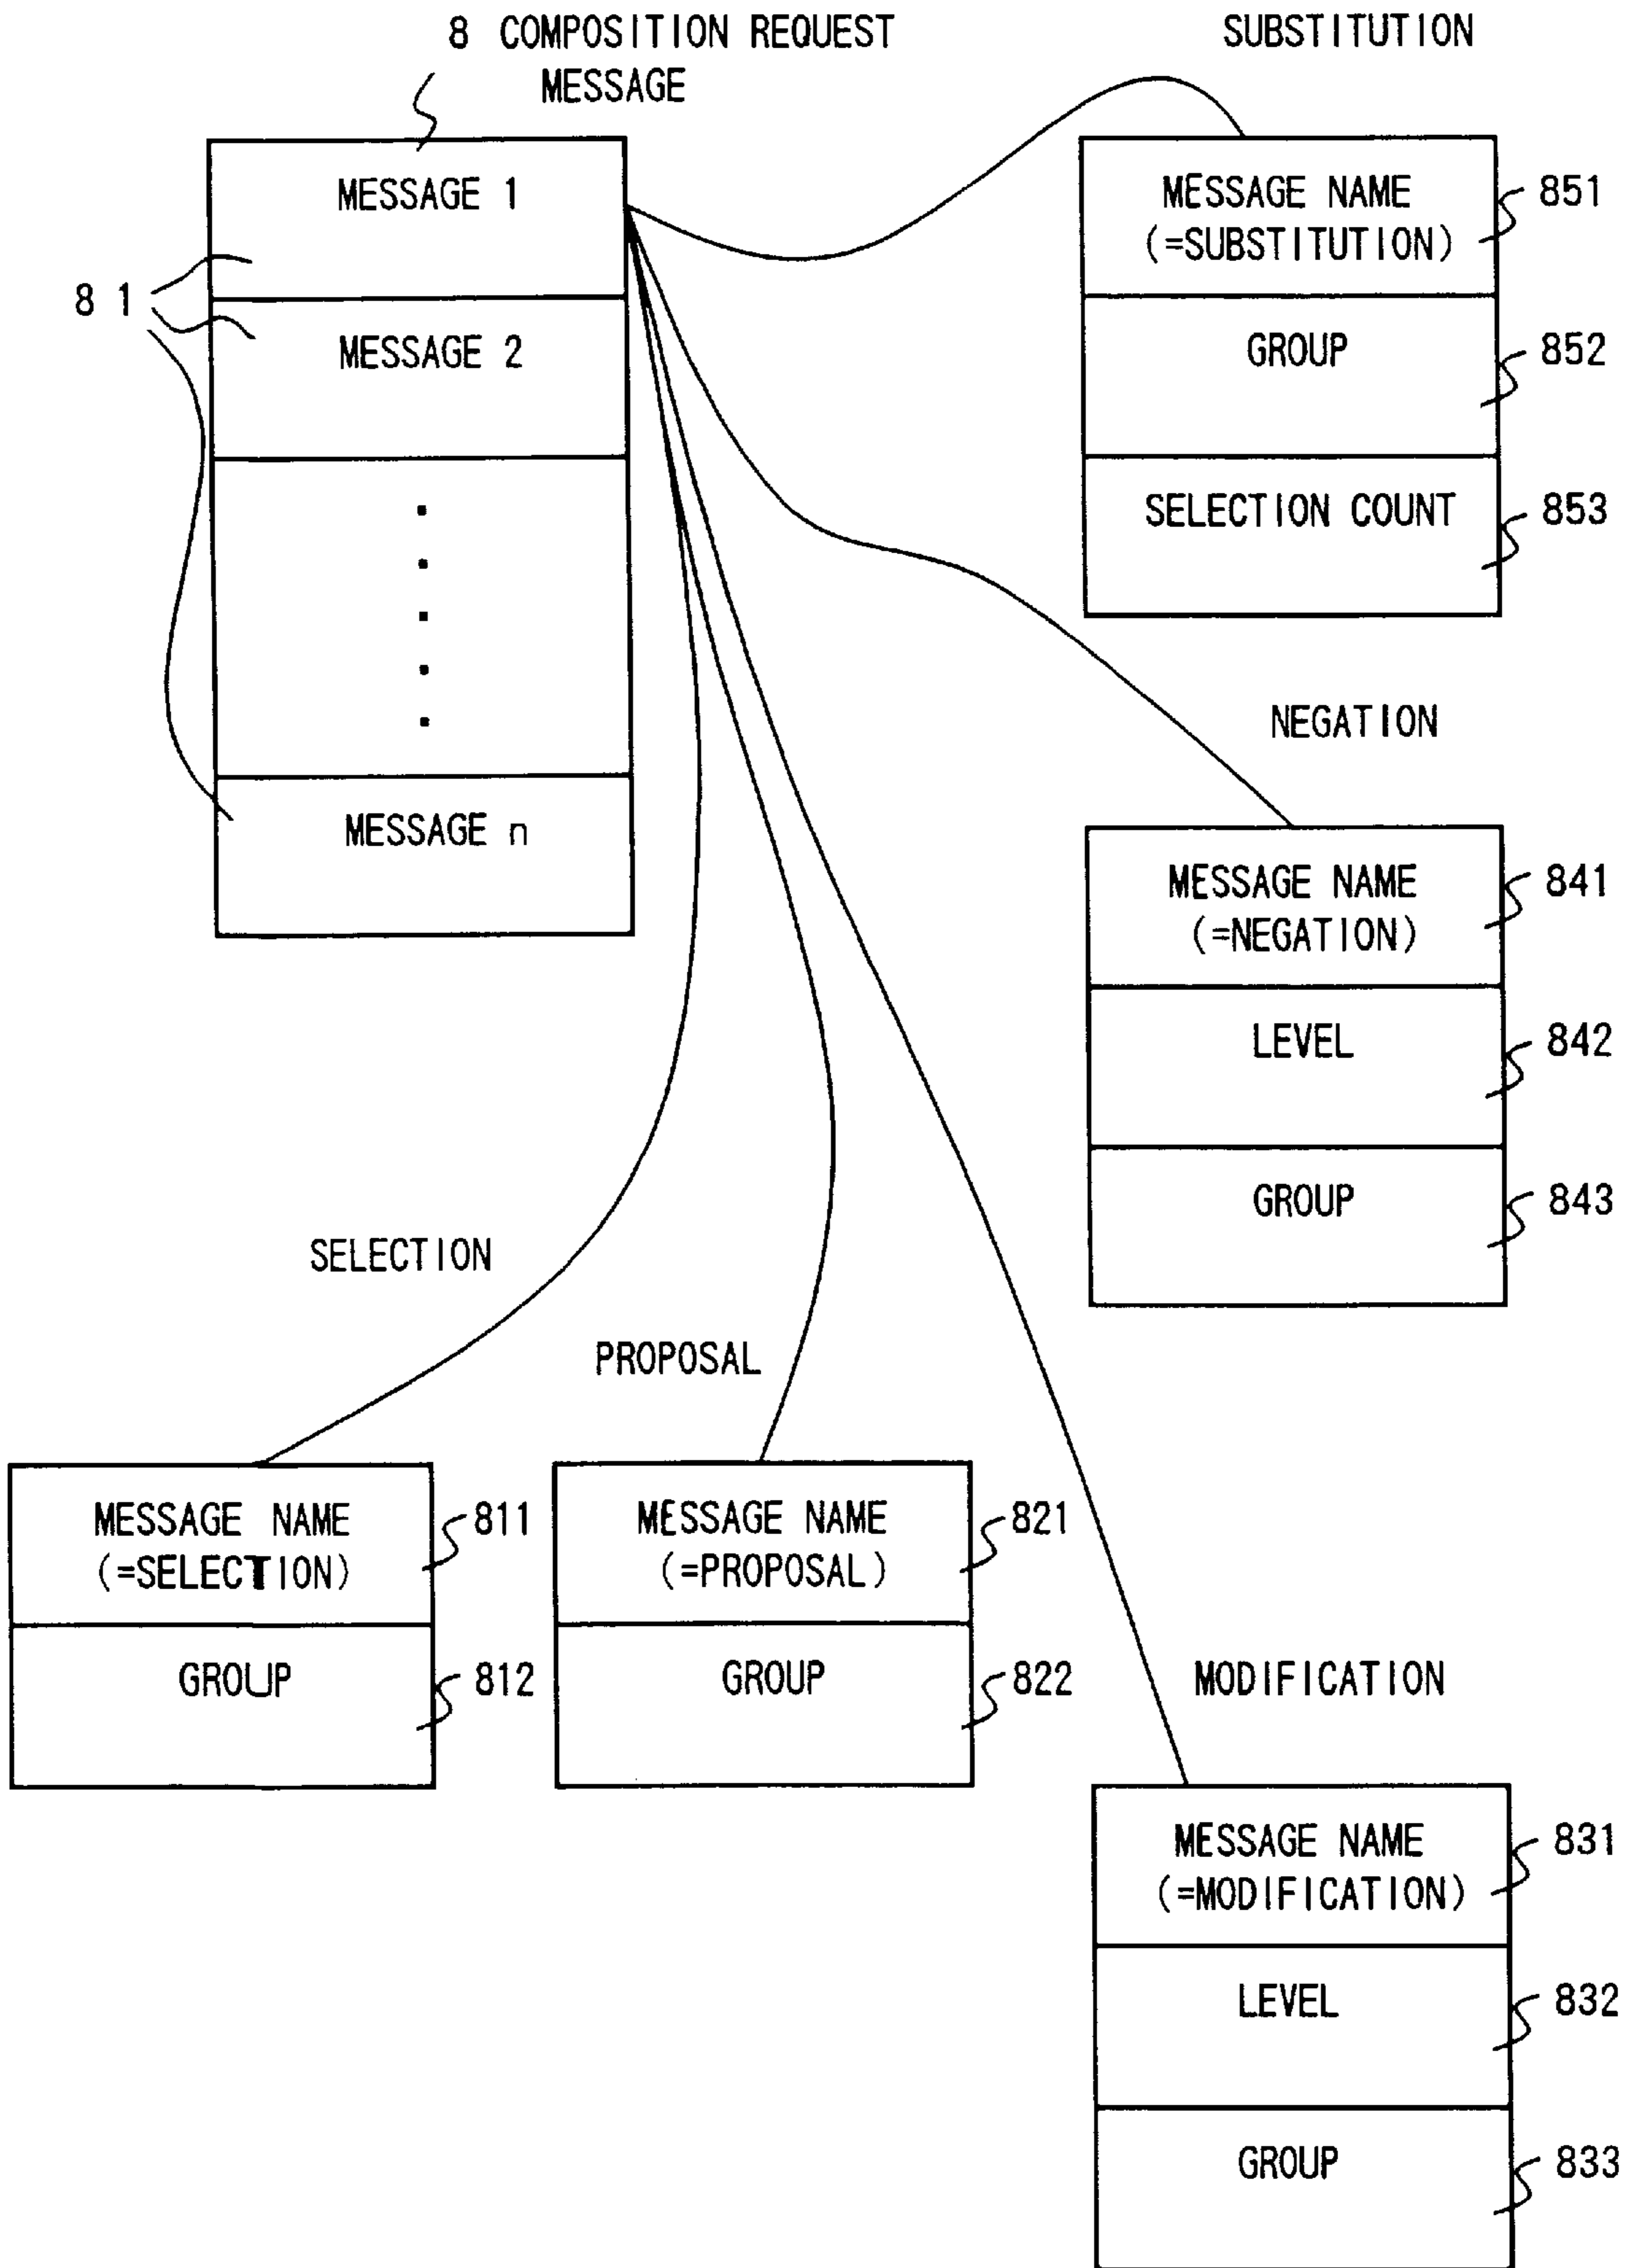 8 COMPOSITION REQUEST
MESSAGE
SUBSTITUTION
MESSAGE 1
81
MESSAGE 2
MESSAGE n
MESSAGE NAME
(=SUBSTITUTION)
851
GROUP
852
SELECTION COUNT
853
NEGATION
MESSAGE NAME
(=NEGATION)
841
LEVEL
842
GROUP
843
SELECTION
PROPOSAL
MESSAGE NAME
(=SELECTION)
811
GROUP
812
MESSAGE NAME
(=PROPOSAL)
821
GROUP
822
MODIFICATION
MESSAGE NAME
(=MODIFICATION)
831
LEVEL
832
GROUP
833